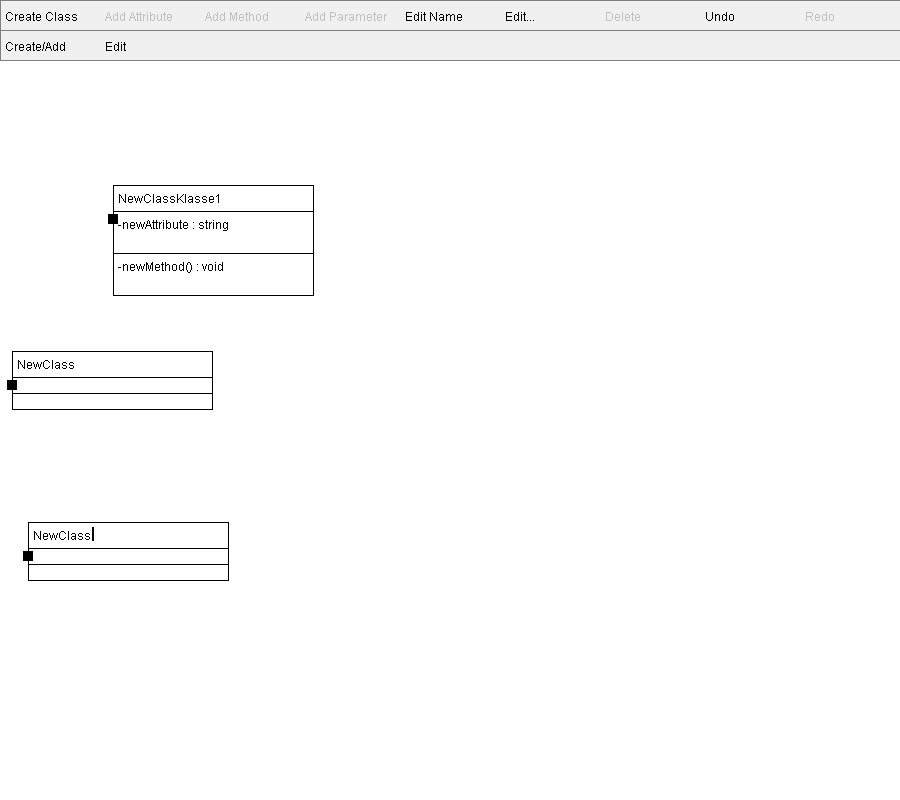 Create Class Add Attribute Add Method Add Parameter Edit Name Edit... Delete Undo Redo
Create/Add Edit
NewClassKlasse1
-newAttribute : string
-newMethod() : void
NewClass
NewClass